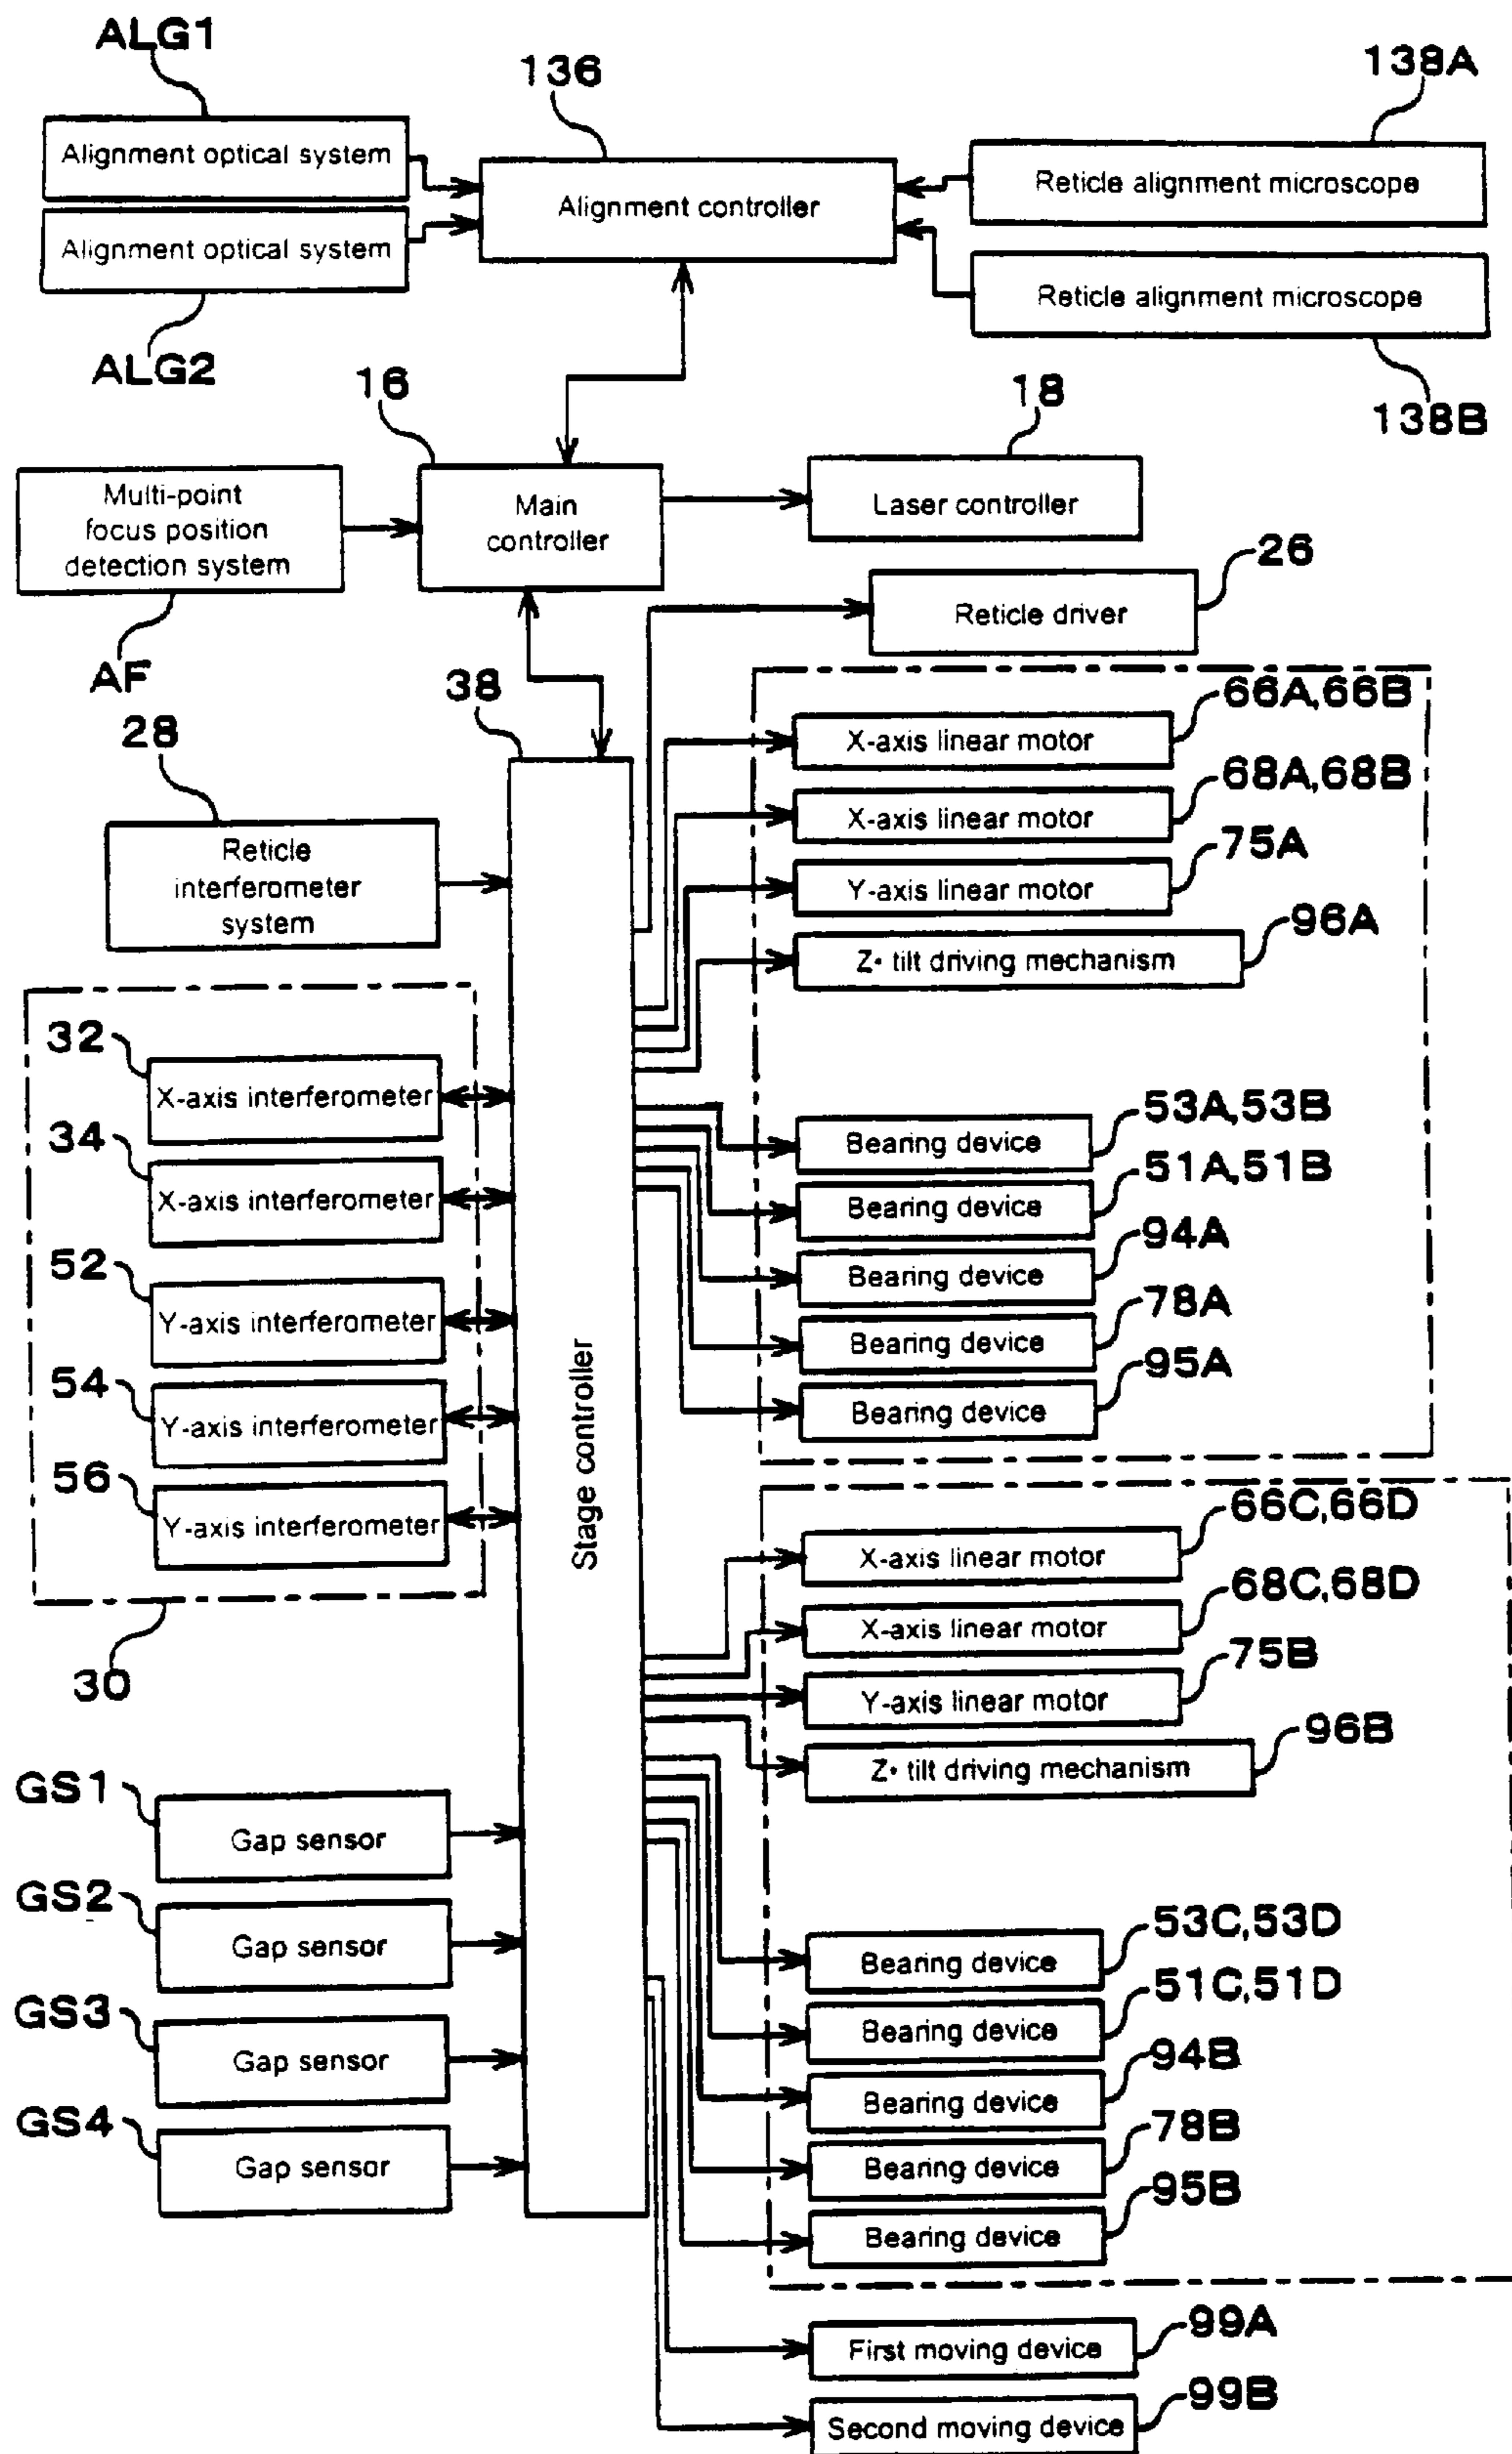 ALG1
136
138A
Alignment optical system
Alignment controller
Reticle alignment microscope
Alignment optical system
Reticle alignment microscope
ALG2
138B
16
18
Multi-point
focus position
detection system
Main
controller
Laser controller
26
Reticle driver
AF
38
66A,66B
28
X-axis linear motor
68A,68B
X-axis linear motor
Reticle
interferometer
system
75A
Y-axis linear motor
96A
Z• tilt driving mechanism
32
X-axis interferometer
53A,53B
Bearing device
34
X-axis interferometer
51A,51B
Bearing device
94A
Bearing device
52
Y-axis interferometer
78A
Bearing device
54
Y-axis interferometer
95A
Bearing device
Stage controller
56
Y-axis interferometer
66C,66D
X-axis linear motor
68C,68D
X-axis linear motor
30
75B
Y-axis linear motor
96B
Z• tilt driving mechanism
GS1
Gap sensor
GS2
Gap sensor
53C,53D
Bearing device
51C,51D
Bearing device
GS3
Gap sensor
94B
Bearing device
GS4
Gap sensor
78B
Bearing device
95B
Bearing device
99A
First moving device
99B
Second moving device